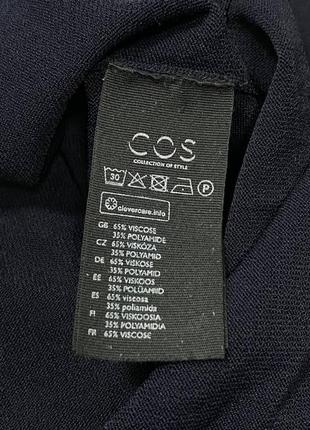 COS
COLLECTION OF STYLE
30 P
clevercare.info
GB 65% VISCOSE
35% POLYAMIDE
CZ 65% VISKÓZA
35% POLYAMID
DE 65% VISKOSE
35% POLYAMID
EE 65% VISKOOS
35% POLÜAMIID
ES 65% viscosa
35% poliamida
FI 65% VISKOOSIA
35% POLYAMIDIA
FR 65% VISCOSE